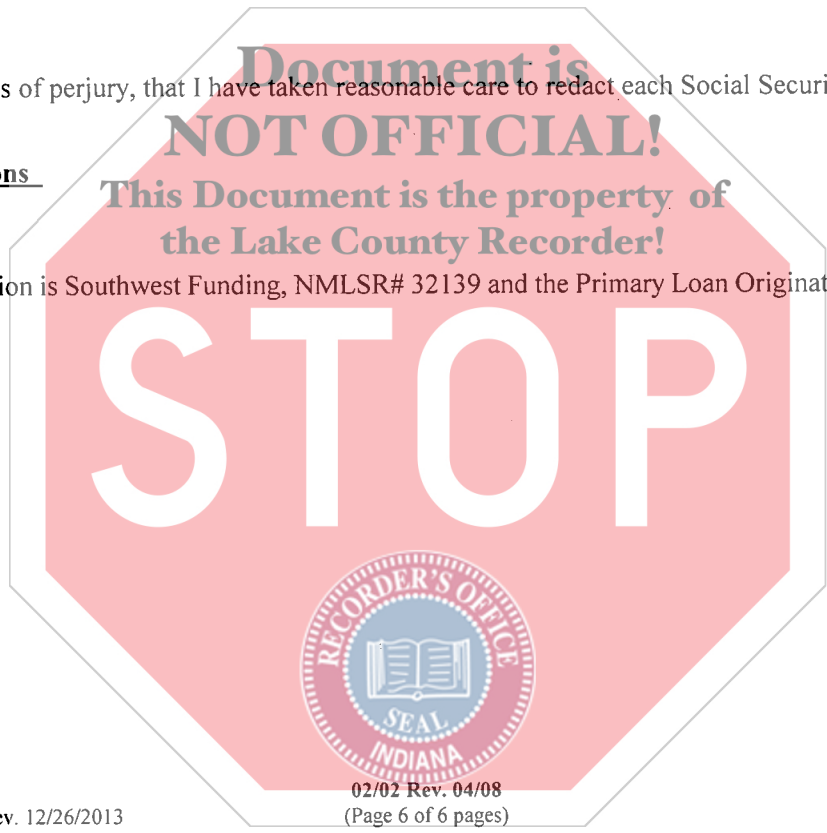 Document is
s of perjury, that I have taken reasonable care to redact each Social Securi
NOT OFFICIAL!
ons
This Document is the property of
the Lake County Recorder!
ion is Southwest Funding, NMLSR# 32139 and the Primary Loan Originat
STOP
RECORDER'S OFFICE
SEAL
INDIANA
02/02 Rev. 04/08
ev. 12/26/2013 (Page 6 of 6 pages)